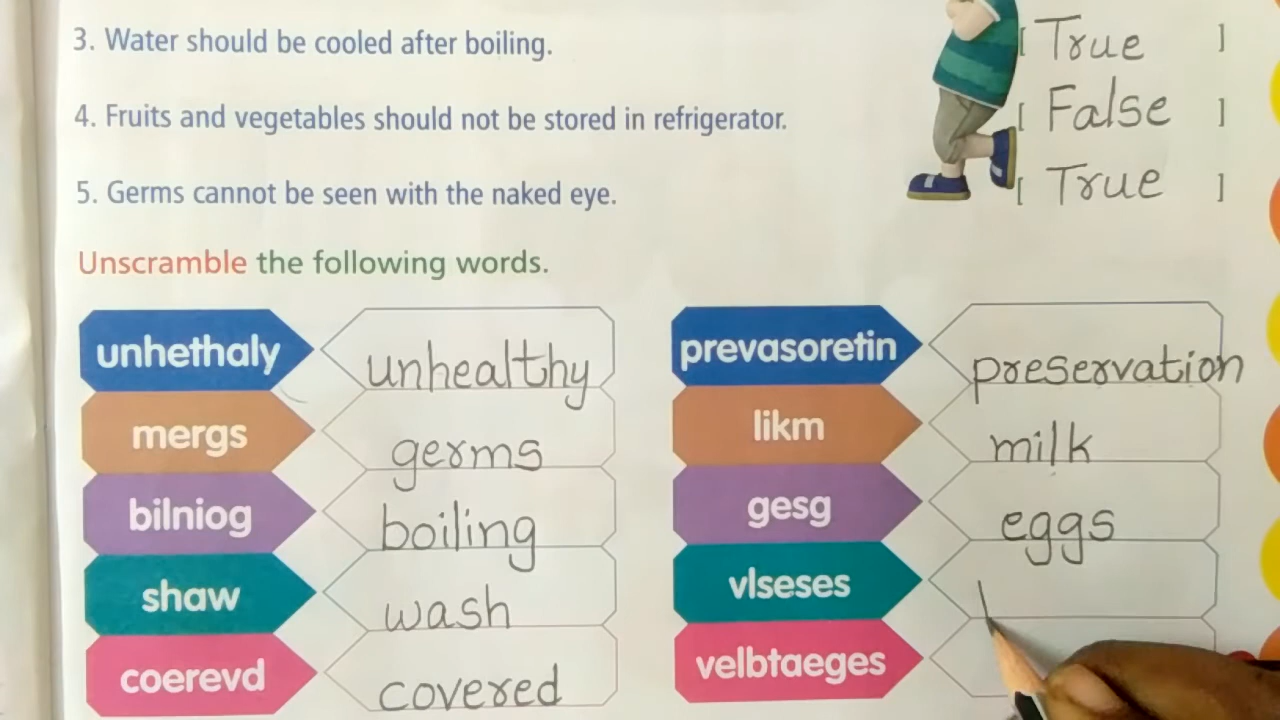 3. Water should be cooled after boiling. [ True ]
4. Fruits and vegetables should not be stored in refrigerator. [ False ]
5. Germs cannot be seen with the naked eye. [ True ]
Unscramble the following words.
unhethaly unhealthy prevasoretin preservation
mergs germs likm milk
bilniog boiling gesg eggs
shaw wash vlseses
coerevd covered velbtaeges